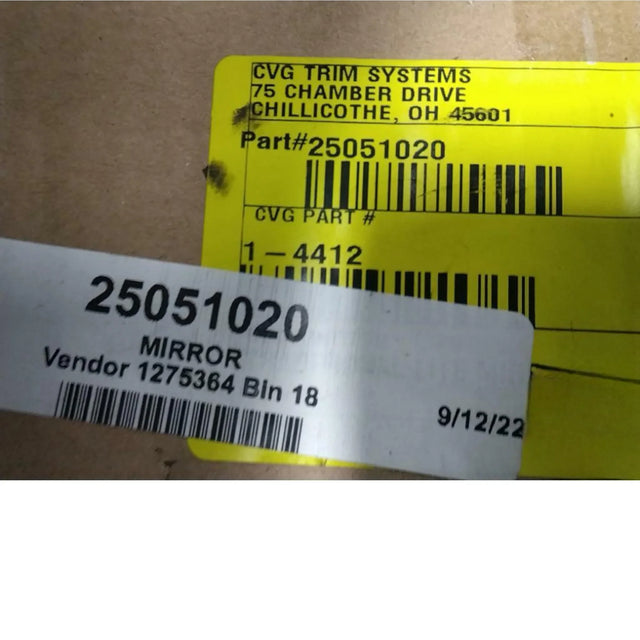 CVG TRIM SYSTEMS
75 CHAMBER DRIVE
CHILLICOTHE, OH 45601
Part#25051020
CVG PART #
1-4412
25051020
MIRROR
Vendor 1275364 Bin 18
9/12/22